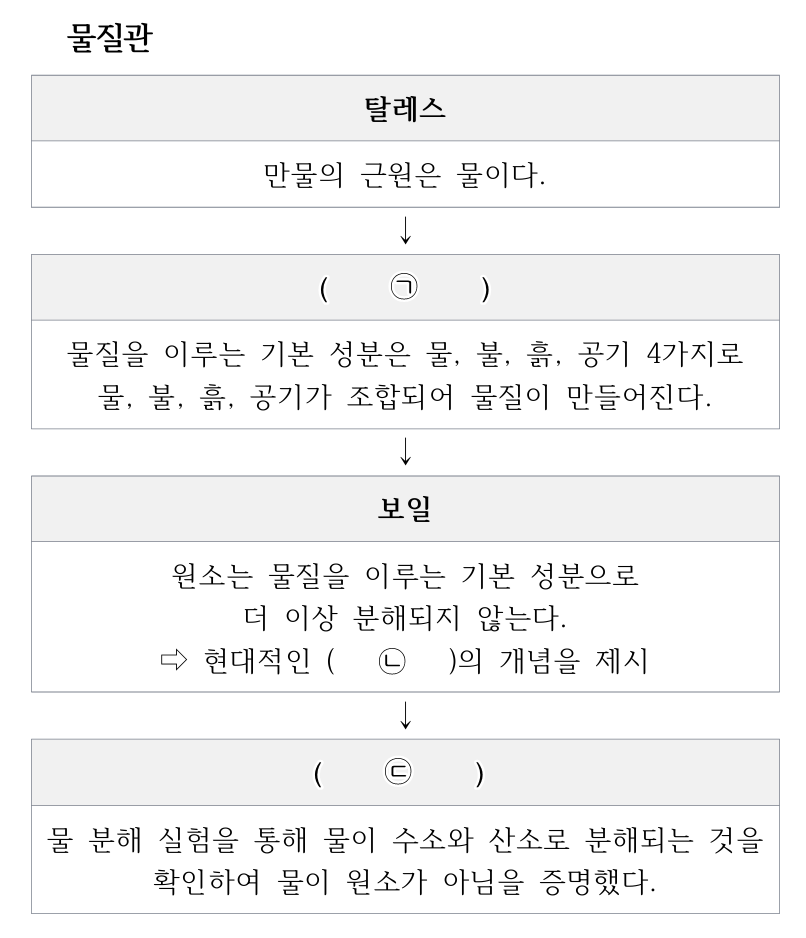 물질관
탈레스
만물의 근원은 물이다.
↓
( ㉠ )
물질을 이루는 기본 성분은 물, 불, 흙, 공기 4가지로
물, 불, 흙, 공기가 조합되어 물질이 만들어진다.
↓
보일
원소는 물질을 이루는 기본 성분으로
더 이상 분해되지 않는다.
⇨ 현대적인 ( ㉡ )의 개념을 제시
↓
( ㉢ )
물 분해 실험을 통해 물이 수소와 산소로 분해되는 것을
확인하여 물이 원소가 아님을 증명했다.